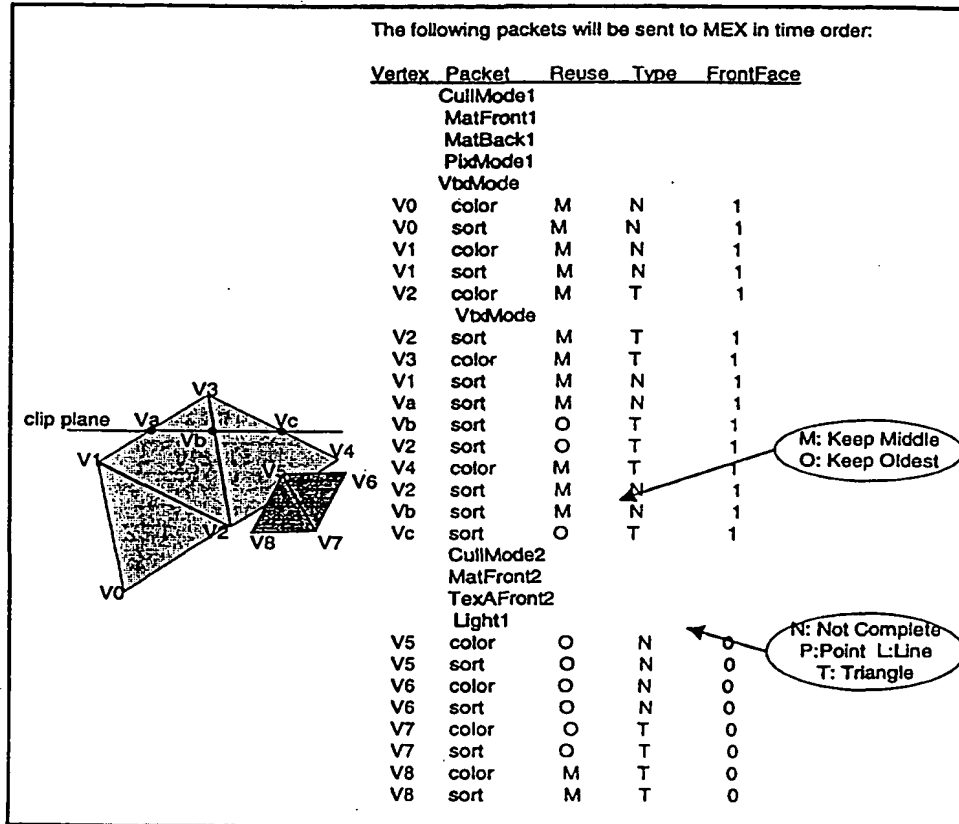 The following packets will be sent to MEX in time order:
Vertex Packet Reuse Type FrontFace
CullMode1
MatFront1
MatBack1
PixMode1
VtxMode
V0 color M N 1
V0 sort M N 1
V1 color M N 1
V1 sort M N 1
V2 color M T 1
VtxMode
V2 sort M T 1
V3 color M T 1
V1 sort M N 1
Va sort M N 1
Vb sort O T 1
V2 sort O T 1
V4 color M T 1
V2 sort M N 1
Vb sort M N 1
Vc sort O T 1
CullMode2
MatFront2
TexAFront2
Light1
V5 color O N 0
V5 sort O N 0
V6 color O N 0
V6 sort O N 0
V7 color O T 0
V7 sort O T 0
V8 color M T 0
V8 sort M T 0
M: Keep Middle
O: Keep Oldest
N: Not Complete
P:Point L:Line
T: Triangle
V3
clip plane Va Vb Vc
V1 V4
V5 V6
V2 V8 V7
V0